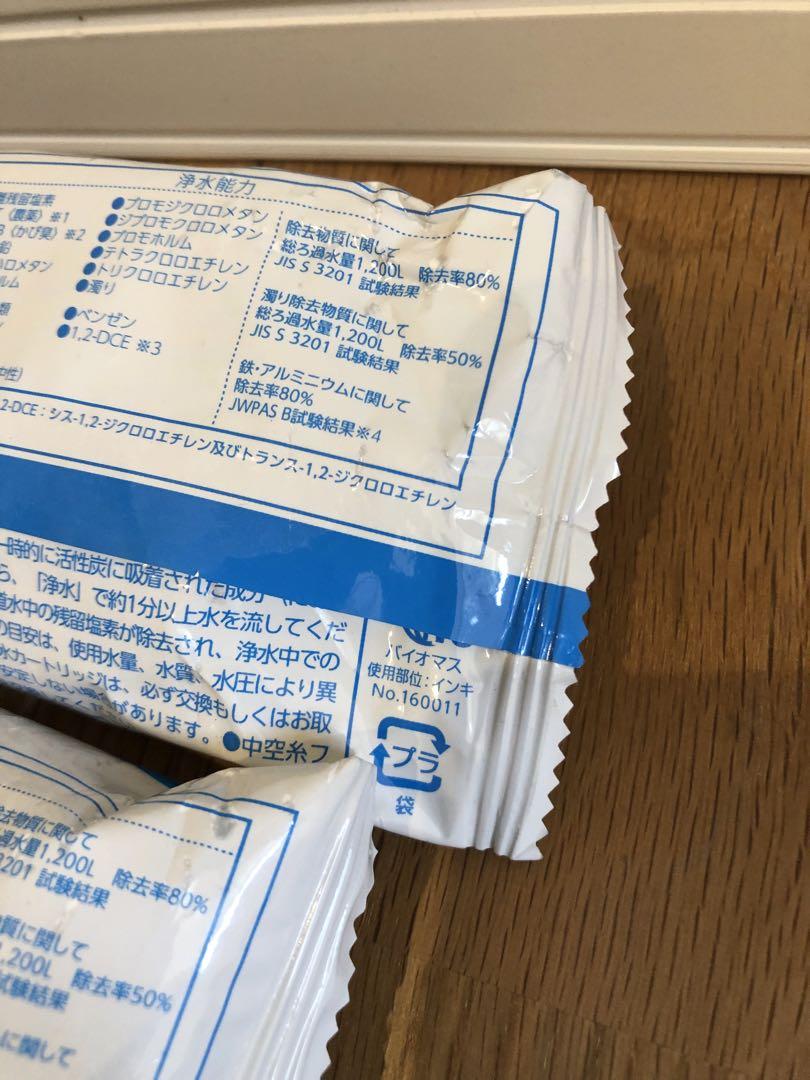 浄水能力
残留塩素
(農薬) ※1
(かび臭) ※2
●ブロモジクロロメタン
●ジブロモクロロメタン
●ブロモホルム
●テトラクロロエチレン
●トリクロロエチレン
●濁り
●ベンゼン
●1,2-DCE ※3
除去物質に関して
総ろ過水量1,200L 除去率80%
JIS S 3201 試験結果
濁り除去物質に関して
総ろ過水量1,200L 除去率50%
JIS S 3201 試験結果
鉄・アルミニウムに関して
除去率80%
JWPAS B試験結果※4
2-DCE:シス-1,2-ジクロロエチレン及びトランス-1,2-ジクロロエチレン
一時的に活性炭に吸着された成分
ら、「浄水」で約1分以上水を流してくだ
道水中の残留塩素が除去され、浄水中での
の目安は、使用水量、水質、水圧により異
水カートリッジは、必ず交換もしくはお取
があります。●中空糸フ
バイオマス
使用部位:インキ
No.160011
プラ
袋
去物質に関して
過水量1,200L 除去率80%
3201 試験結果
物質に関して
,200L 除去率50%
試験結果
に関して